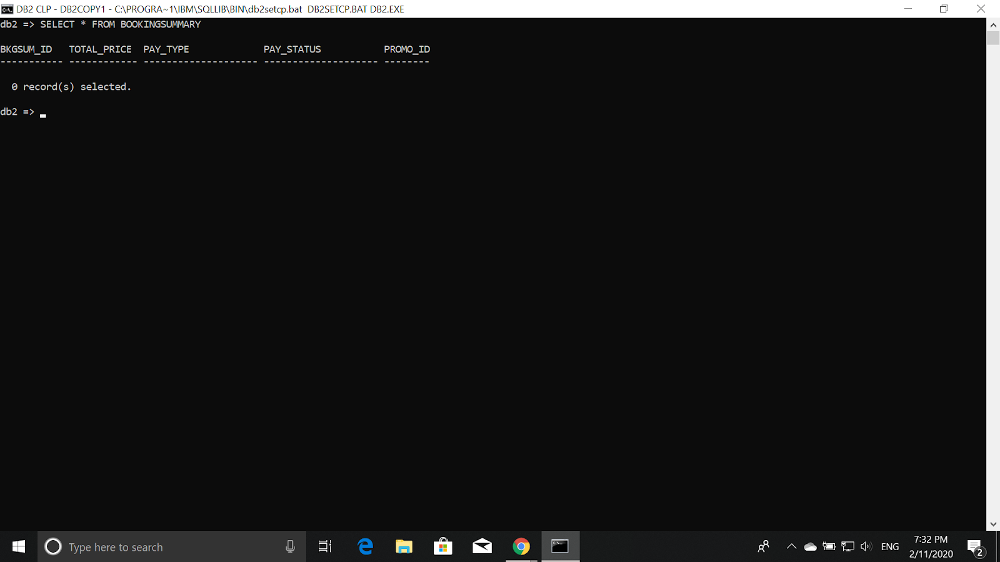 DB2 CLP - DB2COPY1 - C:\PROGRA~1\IBM\SQLLIB\BIN\db2setcp.bat  DB2SETCP.BAT DB2.EXE
db2 => SELECT * FROM BOOKINGSUMMARY
BKGSUM_ID   TOTAL_PRICE  PAY_TYPE             PAY_STATUS           PROMO_ID
----------- ------------ -------------------- -------------------- --------
  0 record(s) selected.
db2 =>
Type here to search
ENG
7:32 PM
2/11/2020
2